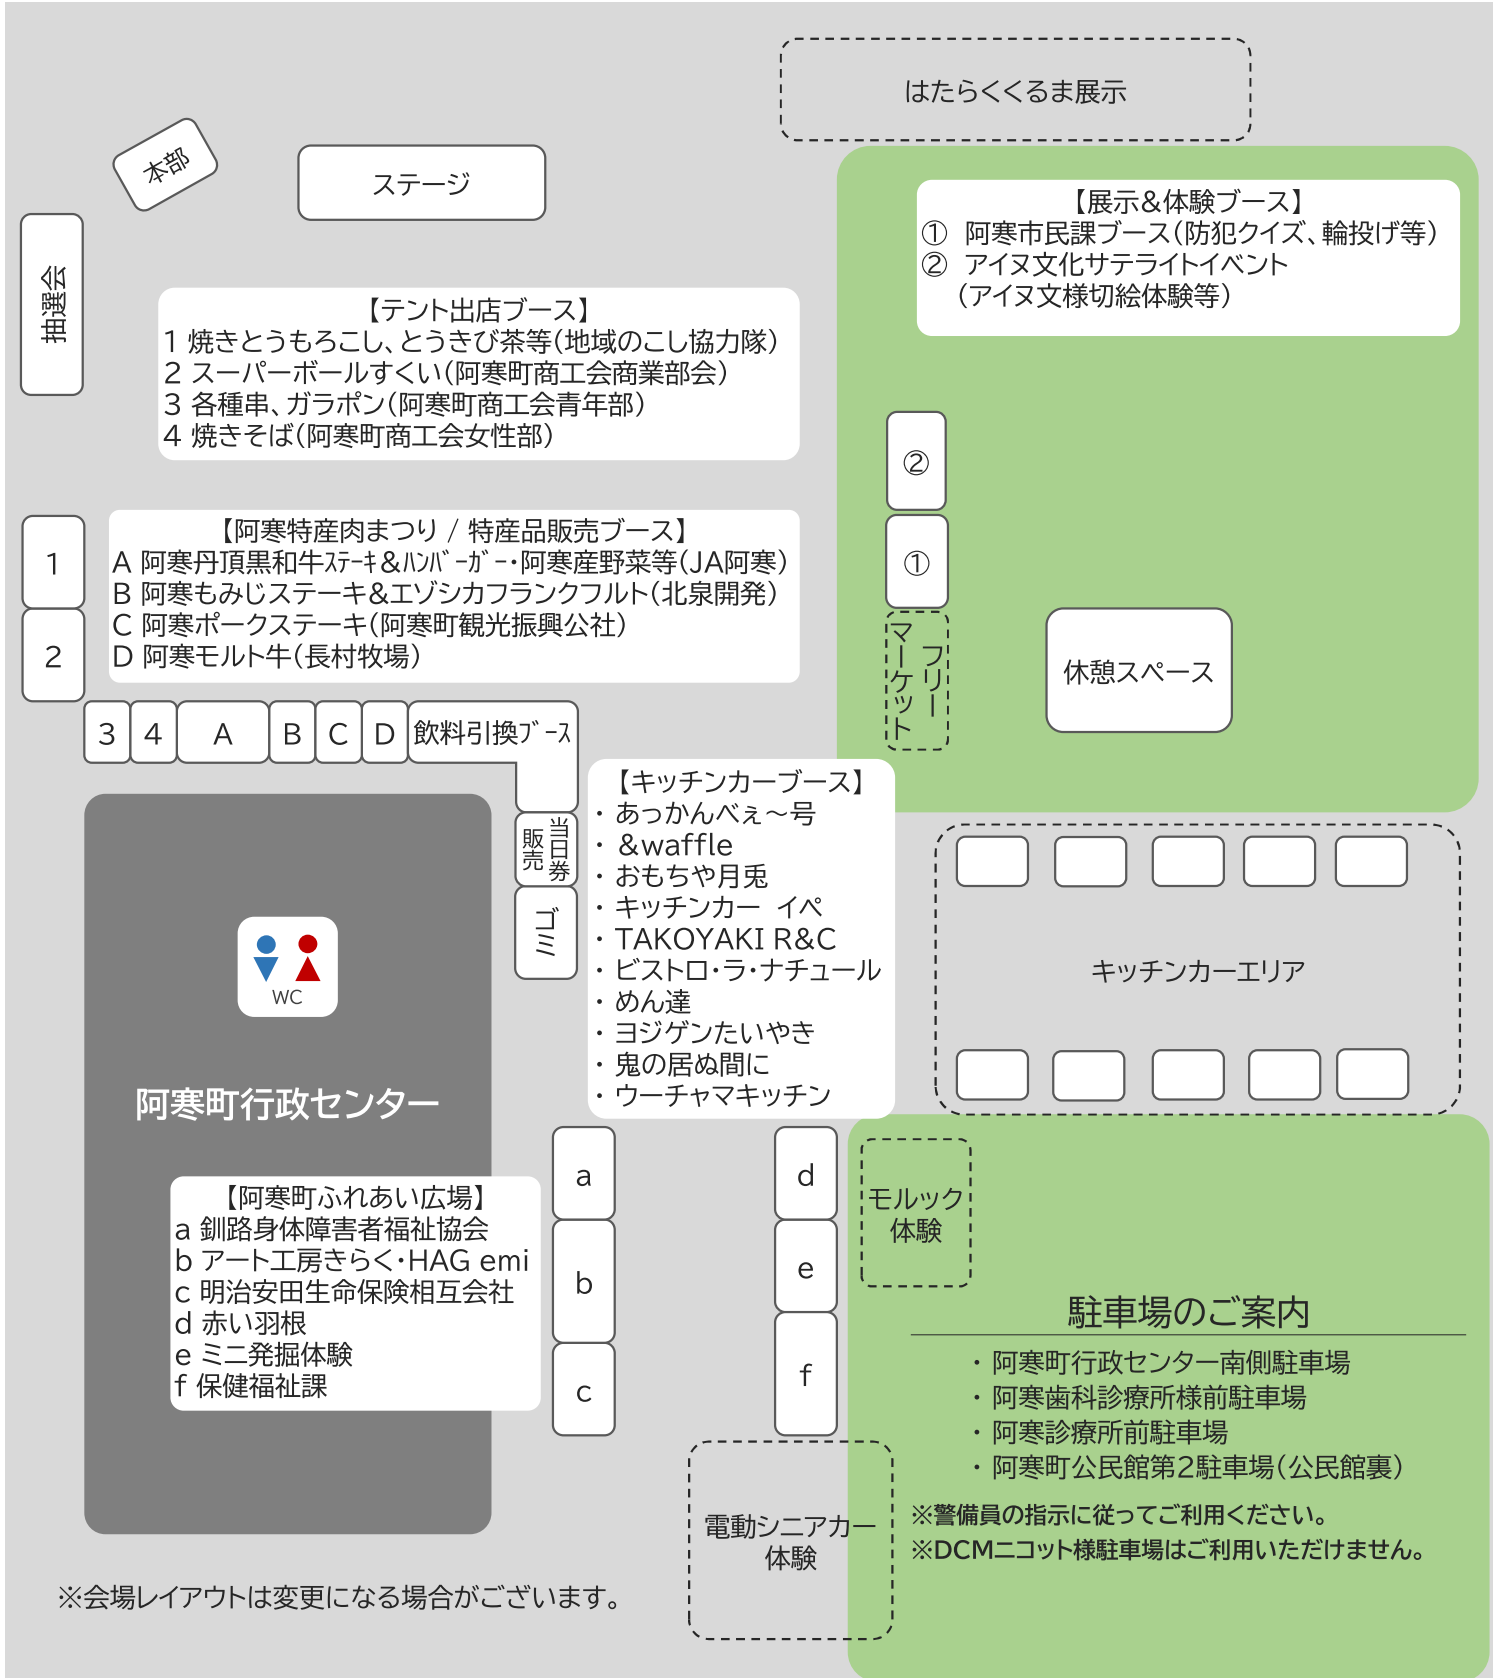 はたらくくるま展示
本部
ステージ
抽選会
【展示&体験ブース】
① 阿寒市民課ブース(防犯クイズ、輪投げ等)
② アイヌ文化サテライトイベント
(アイヌ文様切絵体験等)
【テント出店ブース】
1 焼きとうもろこし、とうきび茶等(地域のこし協力隊)
2 スーパーボールすくい(阿寒町商工会商業部会)
3 各種串、ガラポン(阿寒町商工会青年部)
4 焼きそば(阿寒町商工会女性部)
②
①
フリー
マーケット
休憩スペース
【阿寒特産肉まつり / 特産品販売ブース】
A 阿寒丹頂黒和牛ｽﾃｰｷ&ﾊﾝﾊﾞｰｶﾞｰ・阿寒産野菜等(JA阿寒)
B 阿寒もみじステーキ&エゾシカフランクフルト(北泉開発)
C 阿寒ポークステーキ(阿寒町観光振興公社)
D 阿寒モルト牛(長村牧場)
1
2
3
4
A
B
C
D
飲料引換ﾌﾞｰｽ
当日券
販売
ゴミ
【キッチンカーブース】
・ あっかんべぇ～号
・ &waffle
・ おもちや月兎
・ キッチンカー イペ
・ TAKOYAKI R&C
・ ビストロ・ラ・ナチュール
・ めん達
・ ヨジゲンたいやき
・ 鬼の居ぬ間に
・ ウーチャマキッチン
キッチンカーエリア
WC
阿寒町行政センター
【阿寒町ふれあい広場】
a 釧路身体障害者福祉協会
b アート工房きらく・HAG emi
c 明治安田生命保険相互会社
d 赤い羽根
e ミニ発掘体験
f 保健福祉課
a
b
c
d
e
f
モルック
体験
駐車場のご案内
・ 阿寒町行政センター南側駐車場
・ 阿寒歯科診療所様前駐車場
・ 阿寒診療所前駐車場
・ 阿寒町公民館第2駐車場(公民館裏)
※警備員の指示に従ってご利用ください。
※DCMニコット様駐車場はご利用いただけません。
電動シニアカー
体験
※会場レイアウトは変更になる場合がございます。